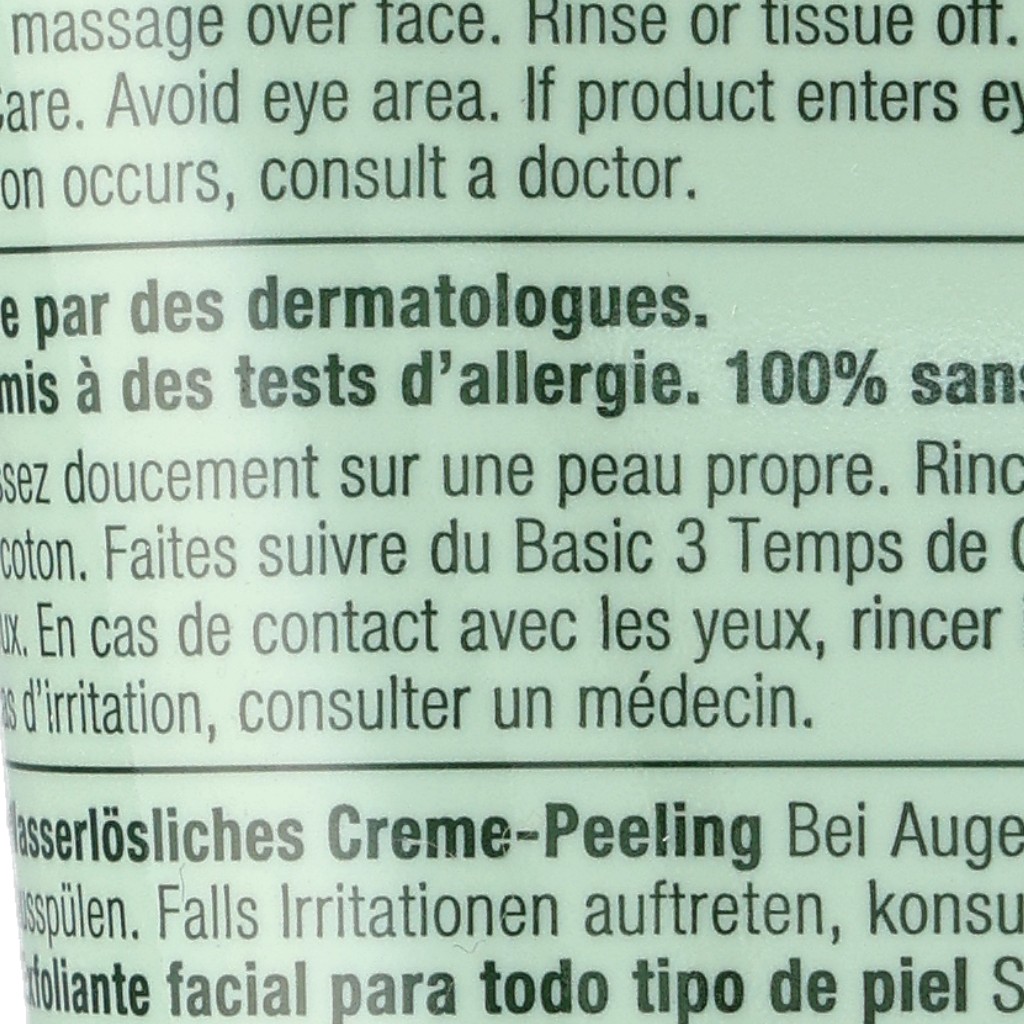 massage over face. Rinse or tissue off.
care. Avoid eye area. If product enters ey
on occurs, consult a doctor.
e par des dermatologues.
mis à des tests d'allergie. 100% sans
ssez doucement sur une peau propre. Rinc
coton. Faites suivre du Basic 3 Temps de C
ux. En cas de contact avec les yeux, rincer
as d'irritation, consulter un médecin.
Wasserlösliches Creme-Peeling Bei Auge
usspülen. Falls Irritationen auftreten, konsu
Exfoliante facial para todo tipo de piel S